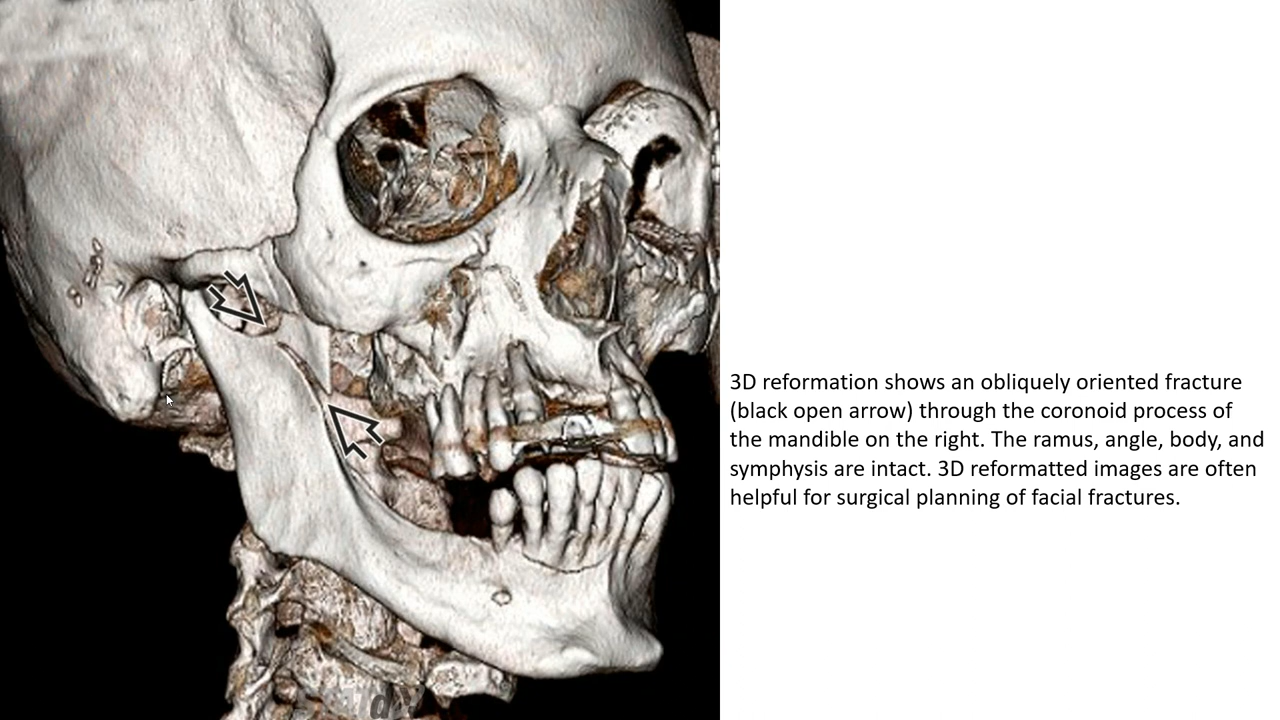 3D reformation shows an obliquely oriented fracture
(black open arrow) through the coronoid process of
the mandible on the right. The ramus, angle, body, and
symphysis are intact. 3D reformatted images are often
helpful for surgical planning of facial fractures.